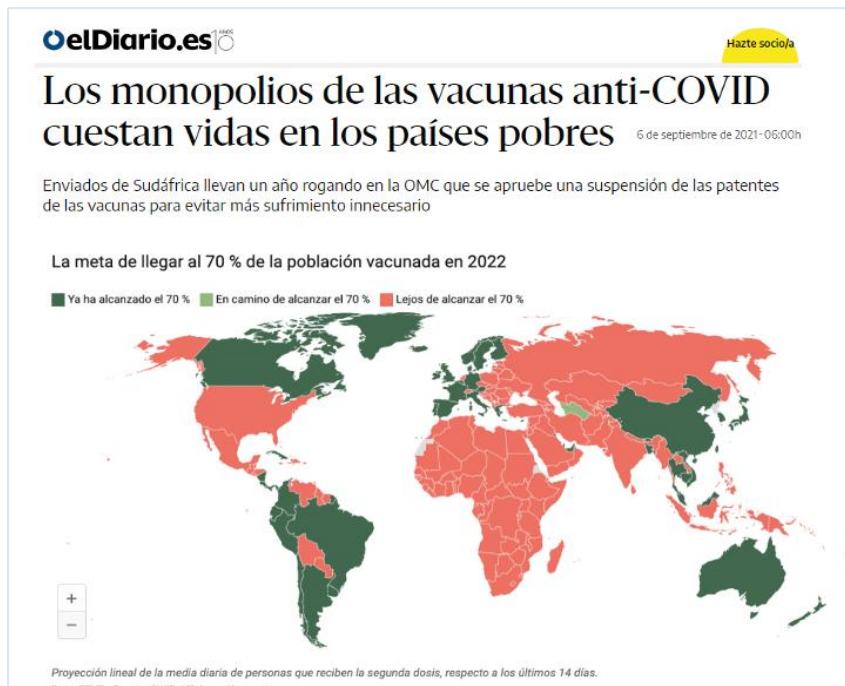 elDiario.es 10 AÑOS
Hazte socio/a
Los monopolios de las vacunas anti-COVID
cuestan vidas en los países pobres
6 de septiembre de 2021-06:00h
Enviados de Sudáfrica llevan un año rogando en la OMC que se apruebe una suspensión de las patentes
de las vacunas para evitar más sufrimiento innecesario
La meta de llegar al 70 % de la población vacunada en 2022
Ya ha alcanzado el 70 % En camino de alcanzar el 70 % Lejos de alcanzar el 70 %
+
−
Proyección lineal de la media diaria de personas que reciben la segunda dosis, respecto a los últimos 14 días.